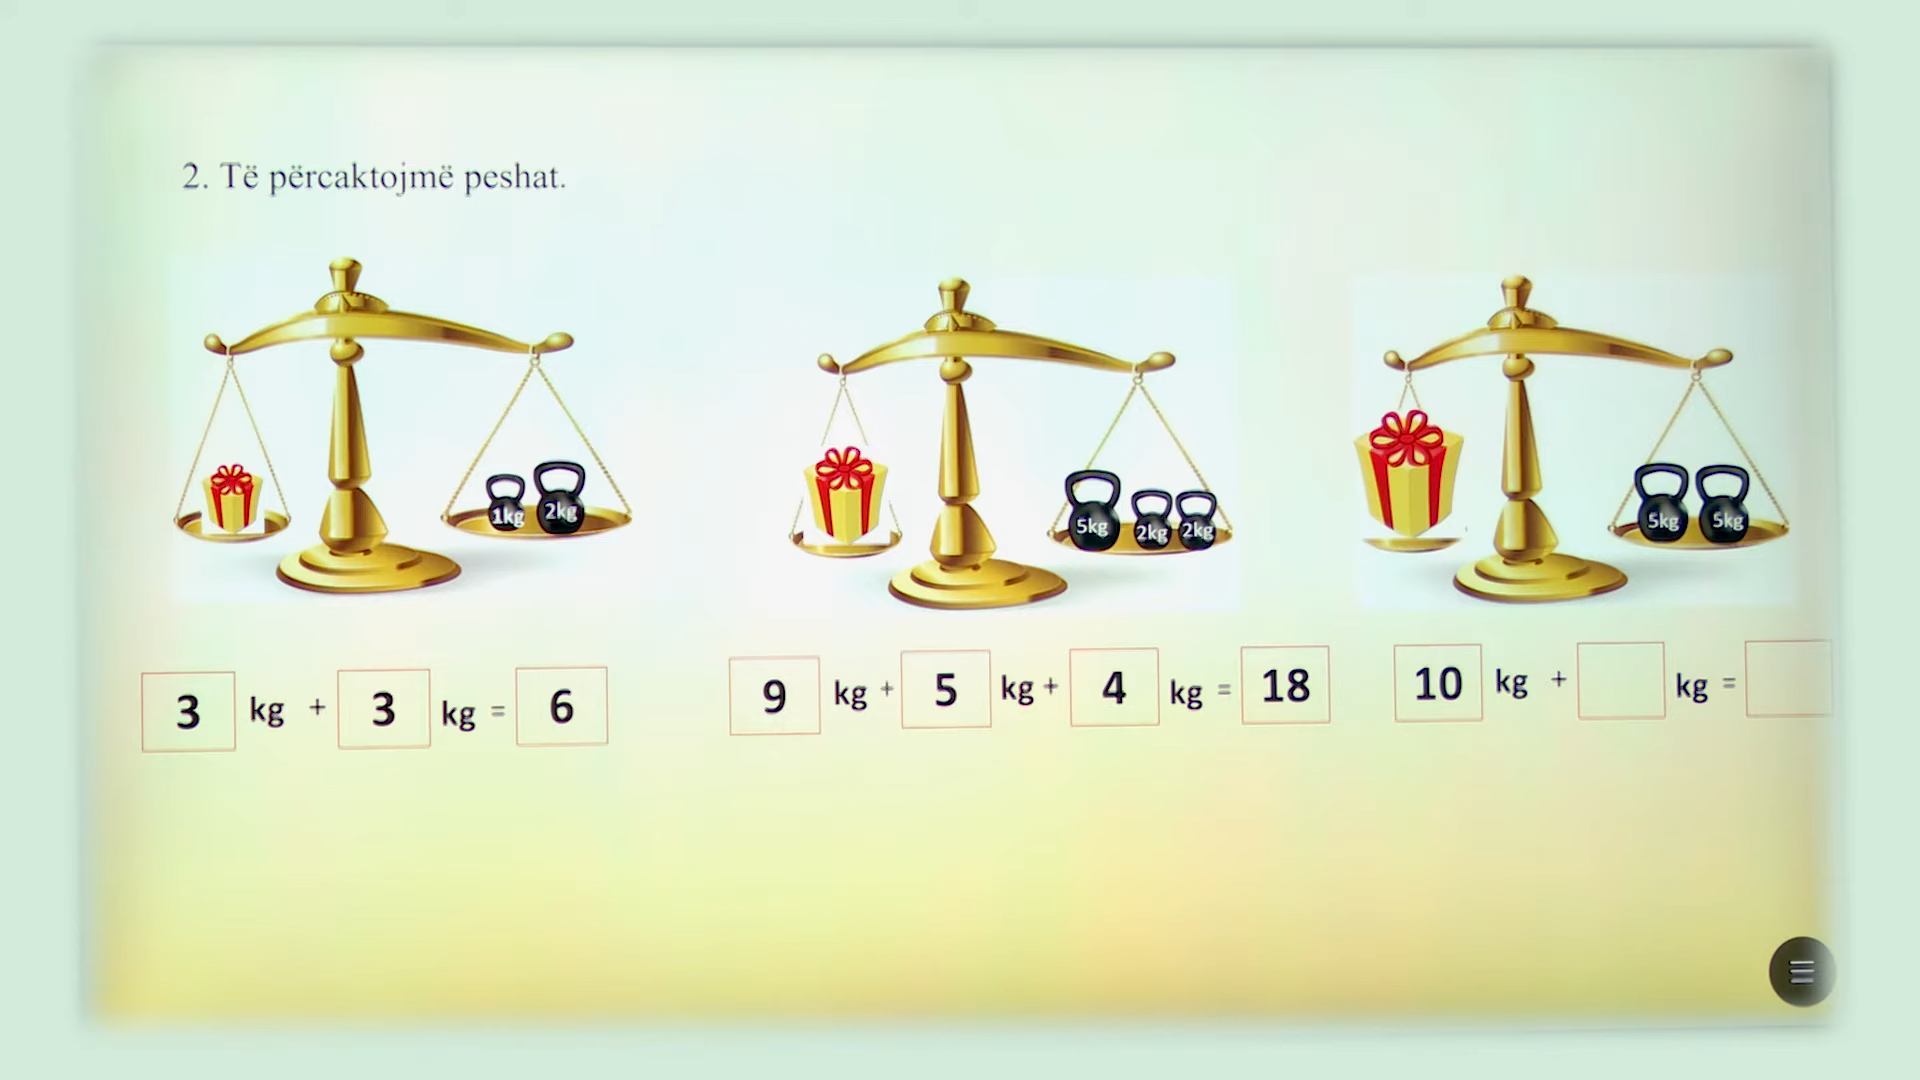 2. Të përcaktojmë peshat.
1kg 2kg
5kg 2kg 2kg
5kg 5kg
3 kg + 3 kg = 6
9 kg + 5 kg + 4 kg = 18
10 kg + kg =